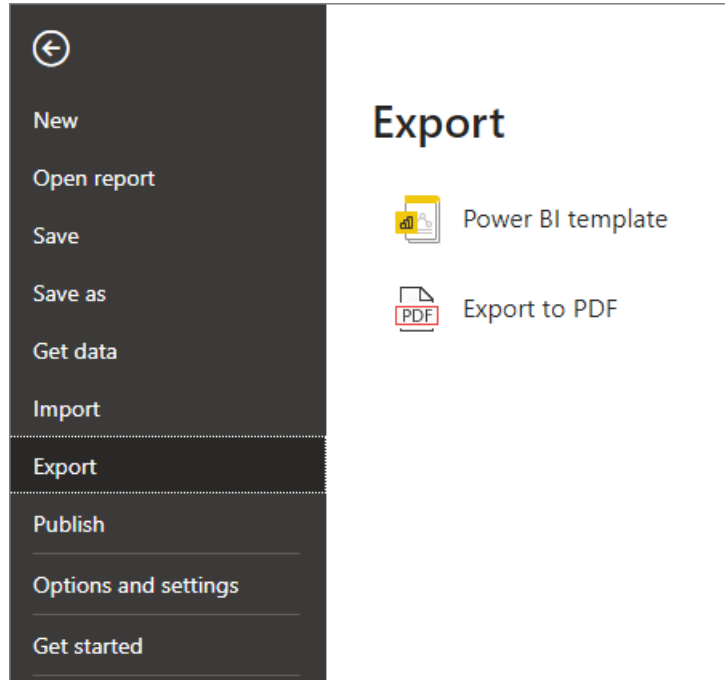 New
Open report
Save
Save as
Get data
Import
Export
Publish
Options and settings
Get started
Export
Power BI template
PDF
Export to PDF